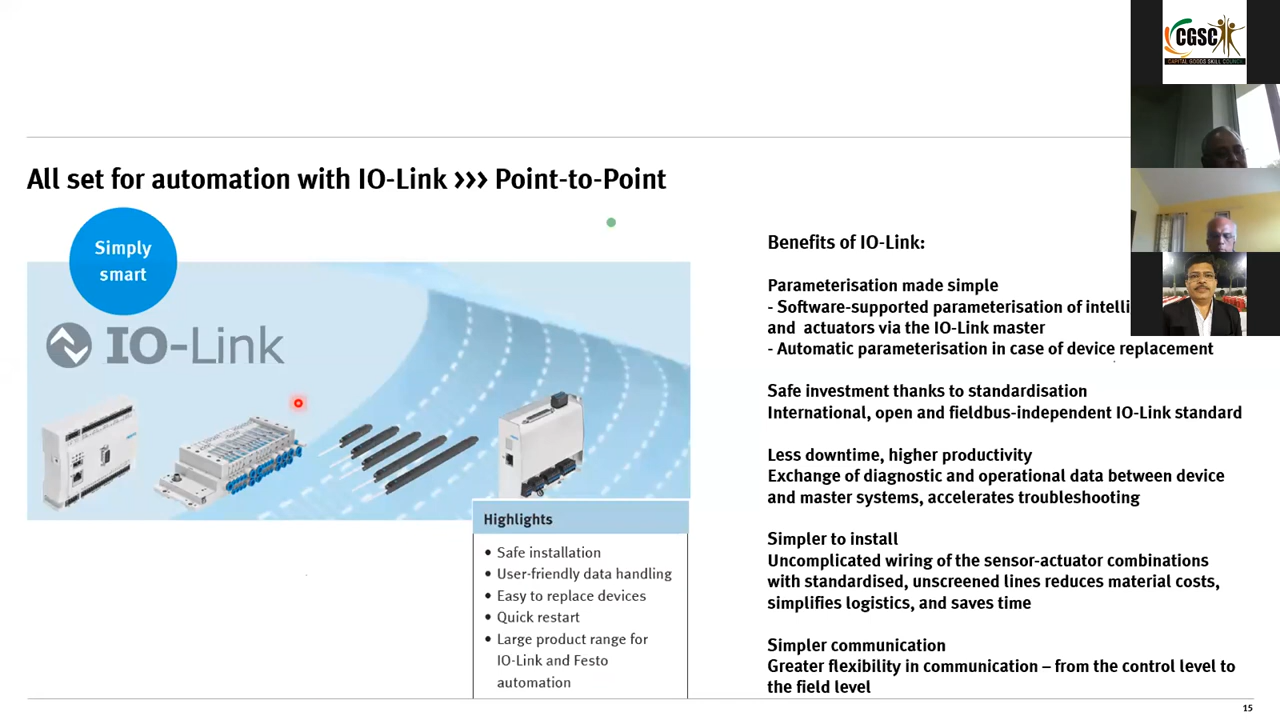 CGSC
CAPITAL GOODS SKILL COUNCIL
All set for automation with IO-Link >>> Point-to-Point
Simply
smart
IO-Link
Highlights
• Safe installation
• User-friendly data handling
• Easy to replace devices
• Quick restart
• Large product range for
IO-Link and Festo
automation
Benefits of IO-Link:
Parameterisation made simple
- Software-supported parameterisation of intelli
and actuators via the IO-Link master
- Automatic parameterisation in case of device replacement
Safe investment thanks to standardisation
International, open and fieldbus-independent IO-Link standard
Less downtime, higher productivity
Exchange of diagnostic and operational data between device
and master systems, accelerates troubleshooting
Simpler to install
Uncomplicated wiring of the sensor-actuator combinations
with standardised, unscreened lines reduces material costs,
simplifies logistics, and saves time
Simpler communication
Greater flexibility in communication – from the control level to
the field level
15